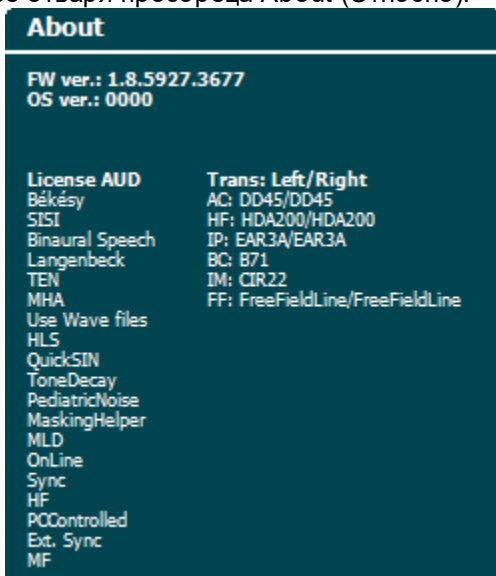 About
FW ver.: 1.8.5927.3677
OS ver.: 0000
License AUD
Békésy
SISI
Binaural Speech
Langenbeck
TEN
MHA
Use Wave files
HLS
QuickSIN
ToneDecay
PediatricNoise
MaskingHelper
MLD
OnLine
Sync
HF
PCControlled
Ext. Sync
MF
Trans: Left/Right
AC: DD45/DD45
HF: HDA200/HDA200
IP: EAR3A/EAR3A
BC: B71
IM: CIR22
FF: FreeFieldLine/FreeFieldLine